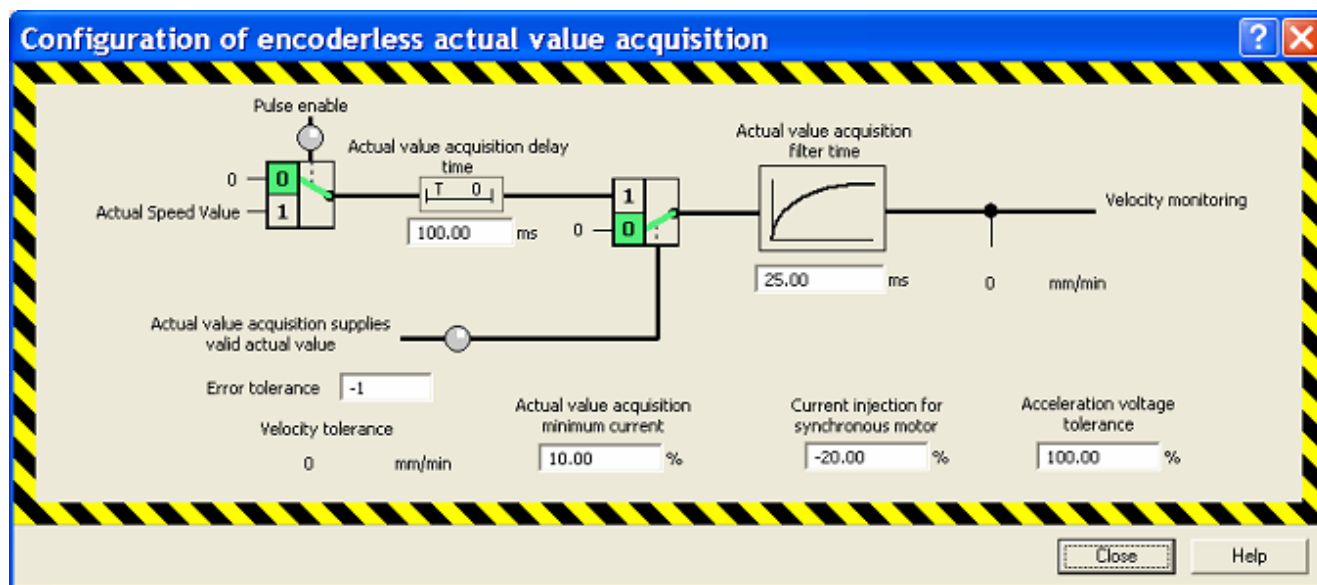 Configuration of encoderless actual value acquisition
?
X
Pulse enable
Actual value acquisition delay
time
Actual value acquisition
filter time
0
0
T 0
1
Actual Speed Value
1
Velocity monitoring
100.00 ms
0
0
25.00 ms
0 mm/min
Actual value acquisition supplies
valid actual value
Error tolerance -1
Velocity tolerance
0 mm/min
Actual value acquisition
minimum current
10.00 %
Current injection for
synchronous motor
-20.00 %
Acceleration voltage
tolerance
100.00 %
Close
Help